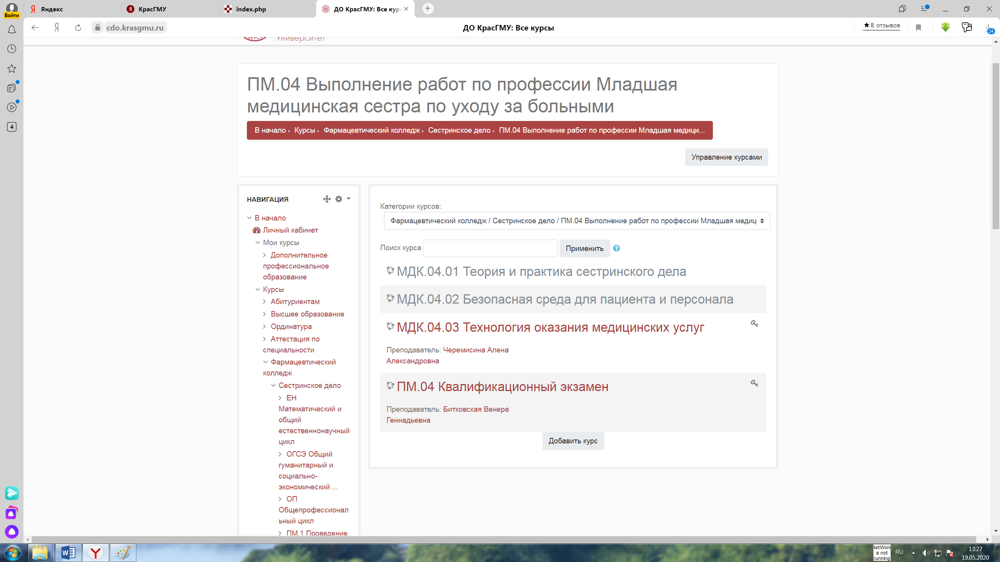 Войти
Яндекс
8 КрасГМУ
index.php
ДО КрасГМУ: Все курс
cdo.krasgmu.ru
ДО КрасГМУ: Все курсы
★8 отзывов
24
4
Университет
ПМ.04 Выполнение работ по профессии Младшая
медицинская сестра по уходу за больными
В начало Курсы Фармацевтический колледж Сестринское дело ПМ.04 Выполнение работ по профессии Младшая медици...
Управление курсами
НАВИГАЦИЯ
В начало
Личный кабинет
Мои курсы
Дополнительное
профессиональное
образование
Курсы
Абитуриентам
Высшее образование
Ординатура
Аттестация по
специальности
Фармацевтический
колледж
Сестринское дело
ЕН
Математический и
общий
естественнонаучный
цикл
ОГСЭ Общий
гуманитарный и
социально-
экономический ...
ОП
Общепрофессионал
ьный цикл
ПМ.1 Проведение
Категории курсов:
Фармацевтический колледж / Сестринское дело / ПМ.04 Выполнение работ по профессии Младшая медиц
Поиск курса
Применить
МДК.04.01 Теория и практика сестринского дела
МДК.04.02 Безопасная среда для пациента и персонала
МДК.04.03 Технология оказания медицинских услуг
Преподаватель: Черемисина Алена
Александровна
ПМ.04 Квалификационный экзамен
Преподаватель: Битковская Венера
Геннадьевна
Добавить курс
is not
running
RU
13:27
19.05.2020